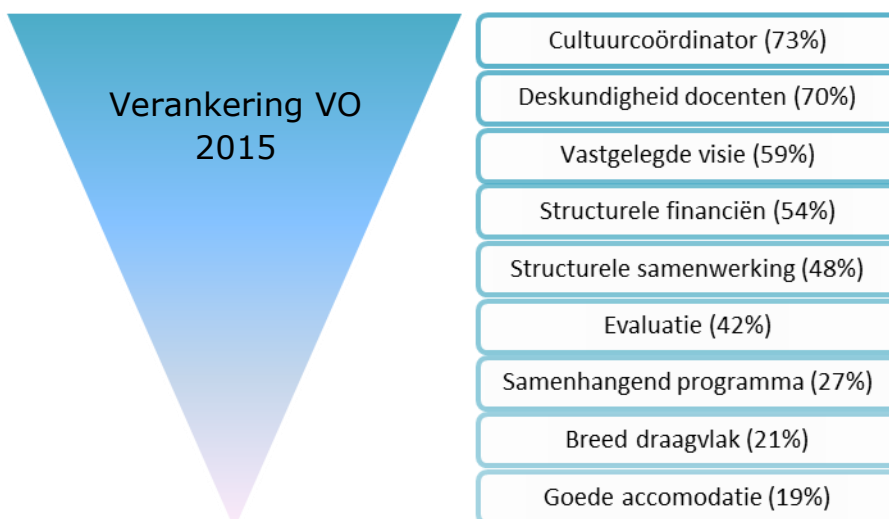 Verankering VO
2015
Cultuurcoördinator (73%)
Deskundigheid docenten (70%)
Vastgelegde visie (59%)
Structurele financiën (54%)
Structurele samenwerking (48%)
Evaluatie (42%)
Samenhangend programma (27%)
Breed draagvlak (21%)
Goede accomodatie (19%)